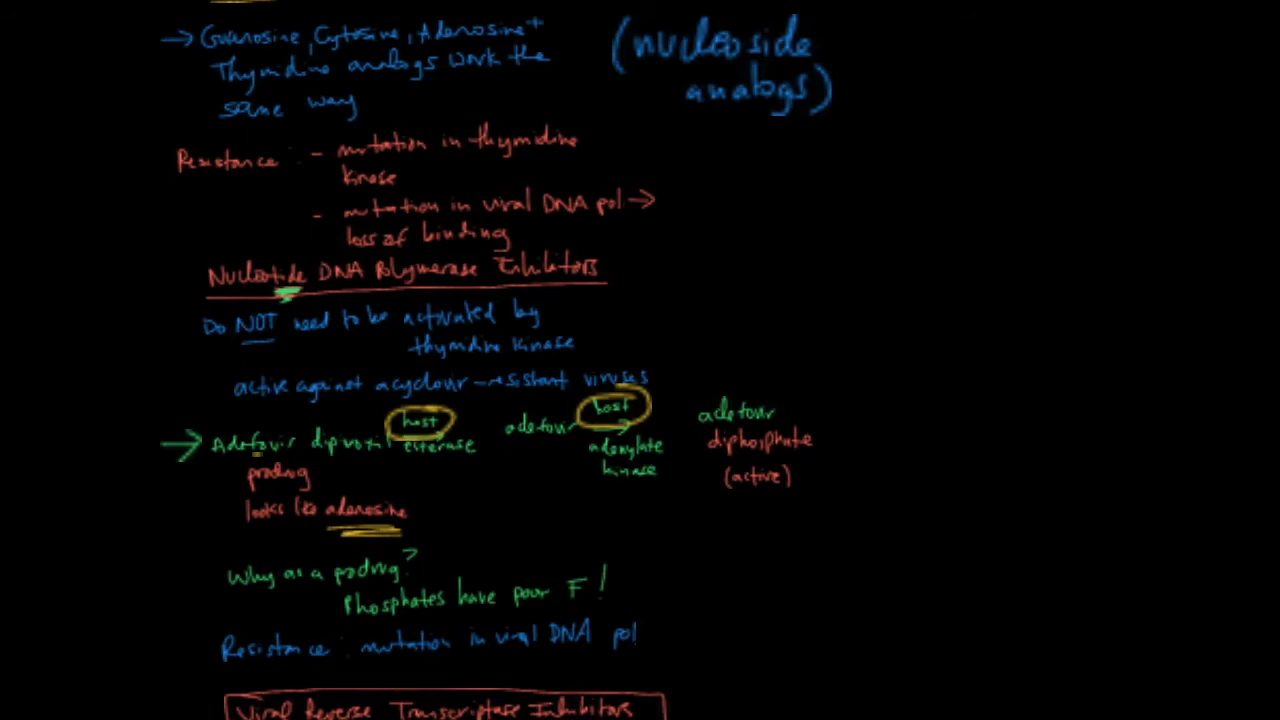 → Guanosine, Cytosine, Adenosine +
Thymidine analogs work the
same way
(nucleoside
analogs)
Resistance : - mutation in thymidine
kinase
- mutation in viral DNA pol →
loss of binding
Nucleotide DNA Polymerase Inhibitors
Do NOT need to be activated by
thymidine kinase
active against acyclovir-resistant viruses
→ Adefovir dipivoxil host esterase adefovir host → adenylate kinase adefovir diphosphate (active)
prodrug
looks like adenosine
Why as a prodrug?
Phosphates have poor F!
Resistance : mutation in viral DNA pol
Viral Reverse Transcriptase Inhibitors